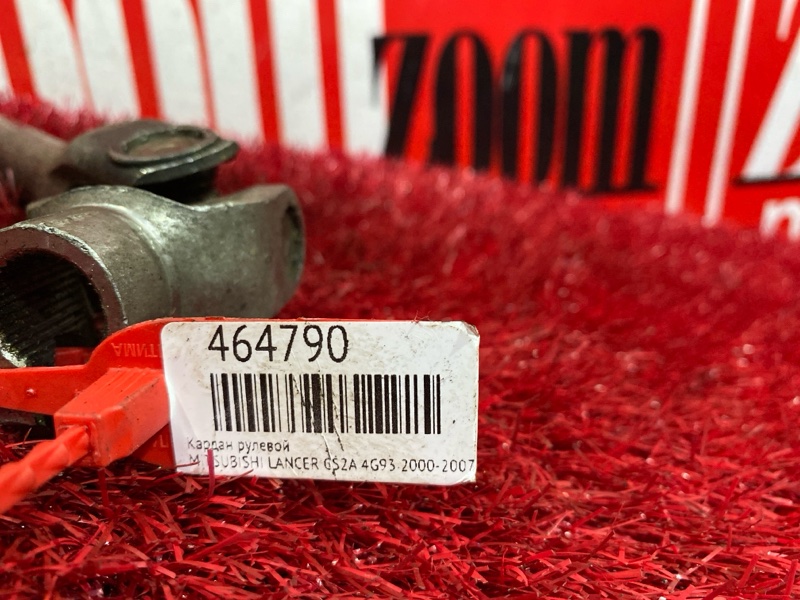 zoom
464790
Кардан рулевой
MITSUBISHI LANCER CS2A 4G93 2000-2007